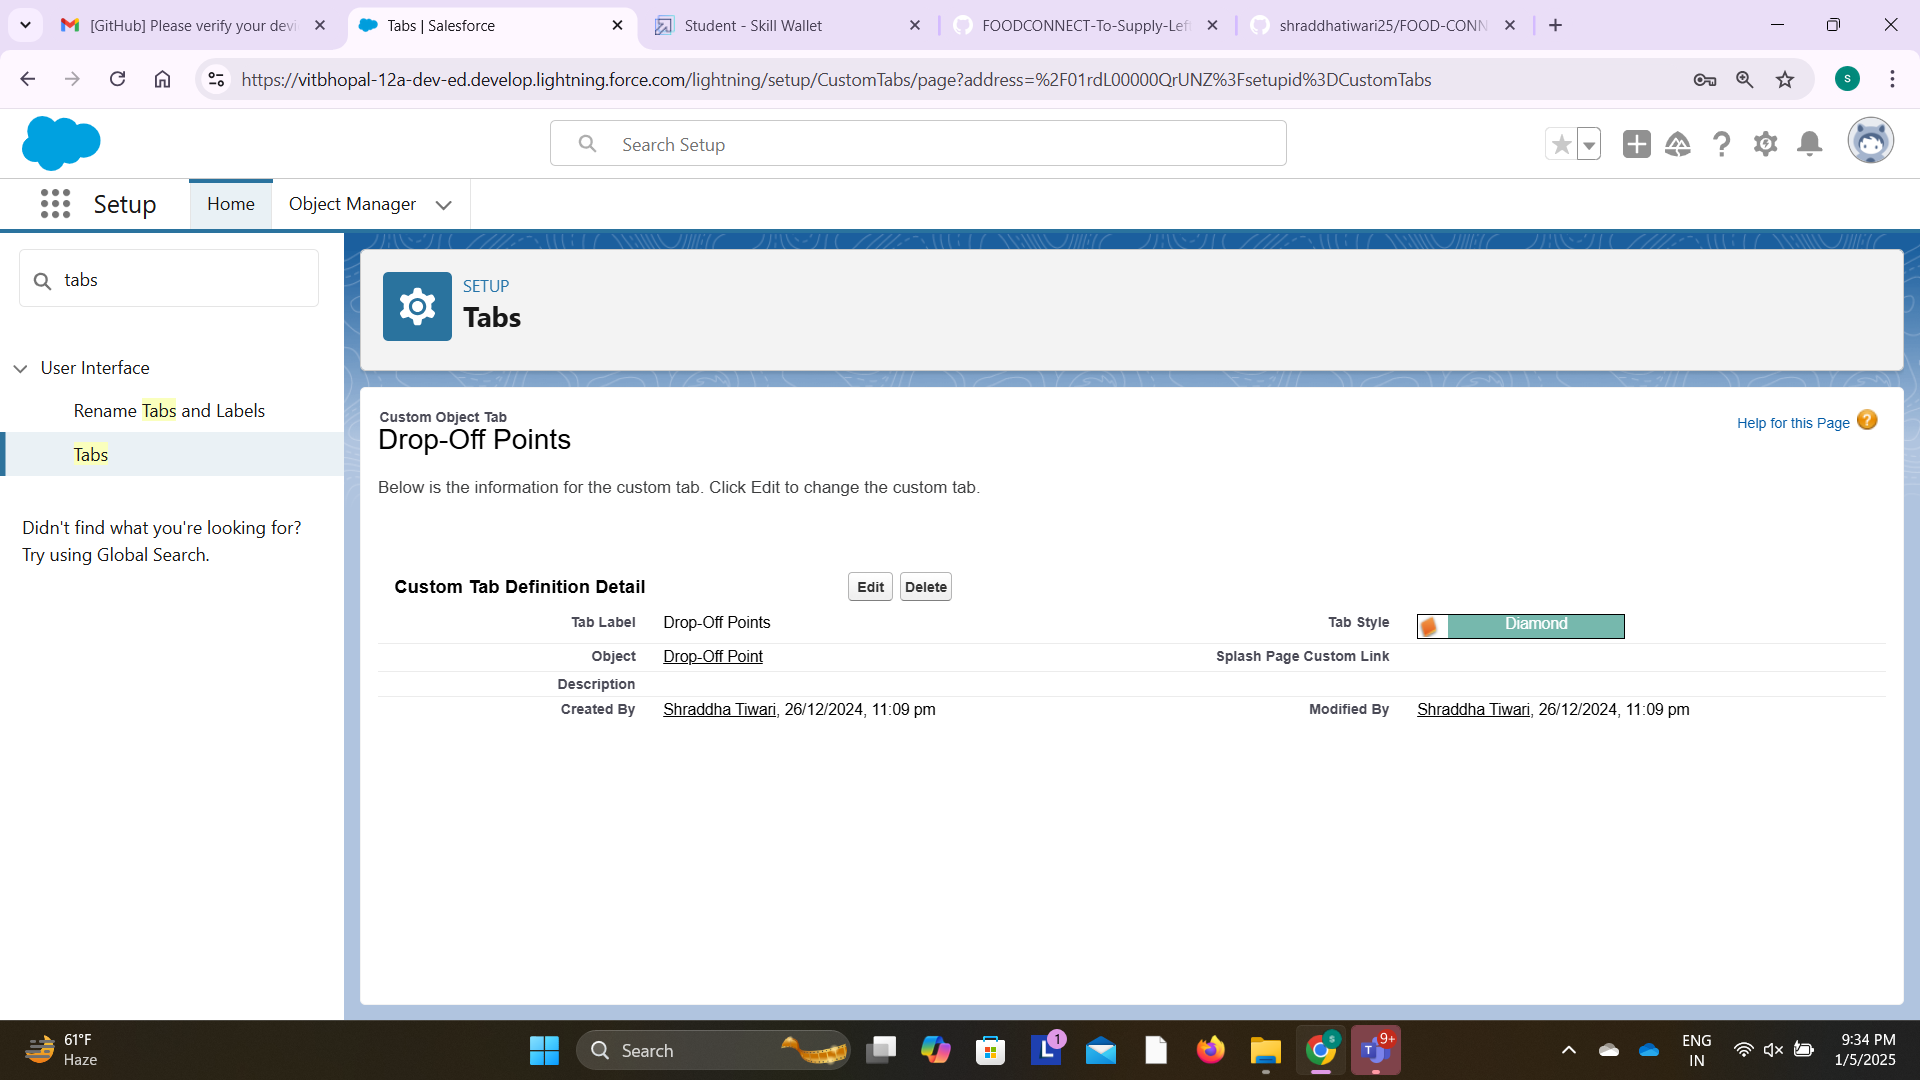 [GitHub] Please verify your devi
Tabs | Salesforce
Student - Skill Wallet
FOODCONNECT-To-Supply-Left
shraddhatiwari25/FOOD-CONN
https://vitbhopal-12a-dev-ed.develop.lightning.force.com/lightning/setup/CustomTabs/page?address=%2F01rdL00000QrUNZ%3Fsetupid%3DCustomTabs
S
Search Setup
Setup
Home
Object Manager
tabs
User Interface
Rename Tabs and Labels
Tabs
Didn't find what you're looking for?
Try using Global Search.
SETUP
Tabs
Custom Object Tab
Drop-Off Points
Help for this Page ?
Below is the information for the custom tab. Click Edit to change the custom tab.
Custom Tab Definition Detail
Edit
Delete
Tab Label Drop-Off Points
Tab Style Diamond
Object Drop-Off Point
Splash Page Custom Link
Description
Created By Shraddha Tiwari, 26/12/2024, 11:09 pm
Modified By Shraddha Tiwari, 26/12/2024, 11:09 pm
61°F
Haze
Search
L
1
S
T
9+
ENG
IN
9:34 PM
1/5/2025